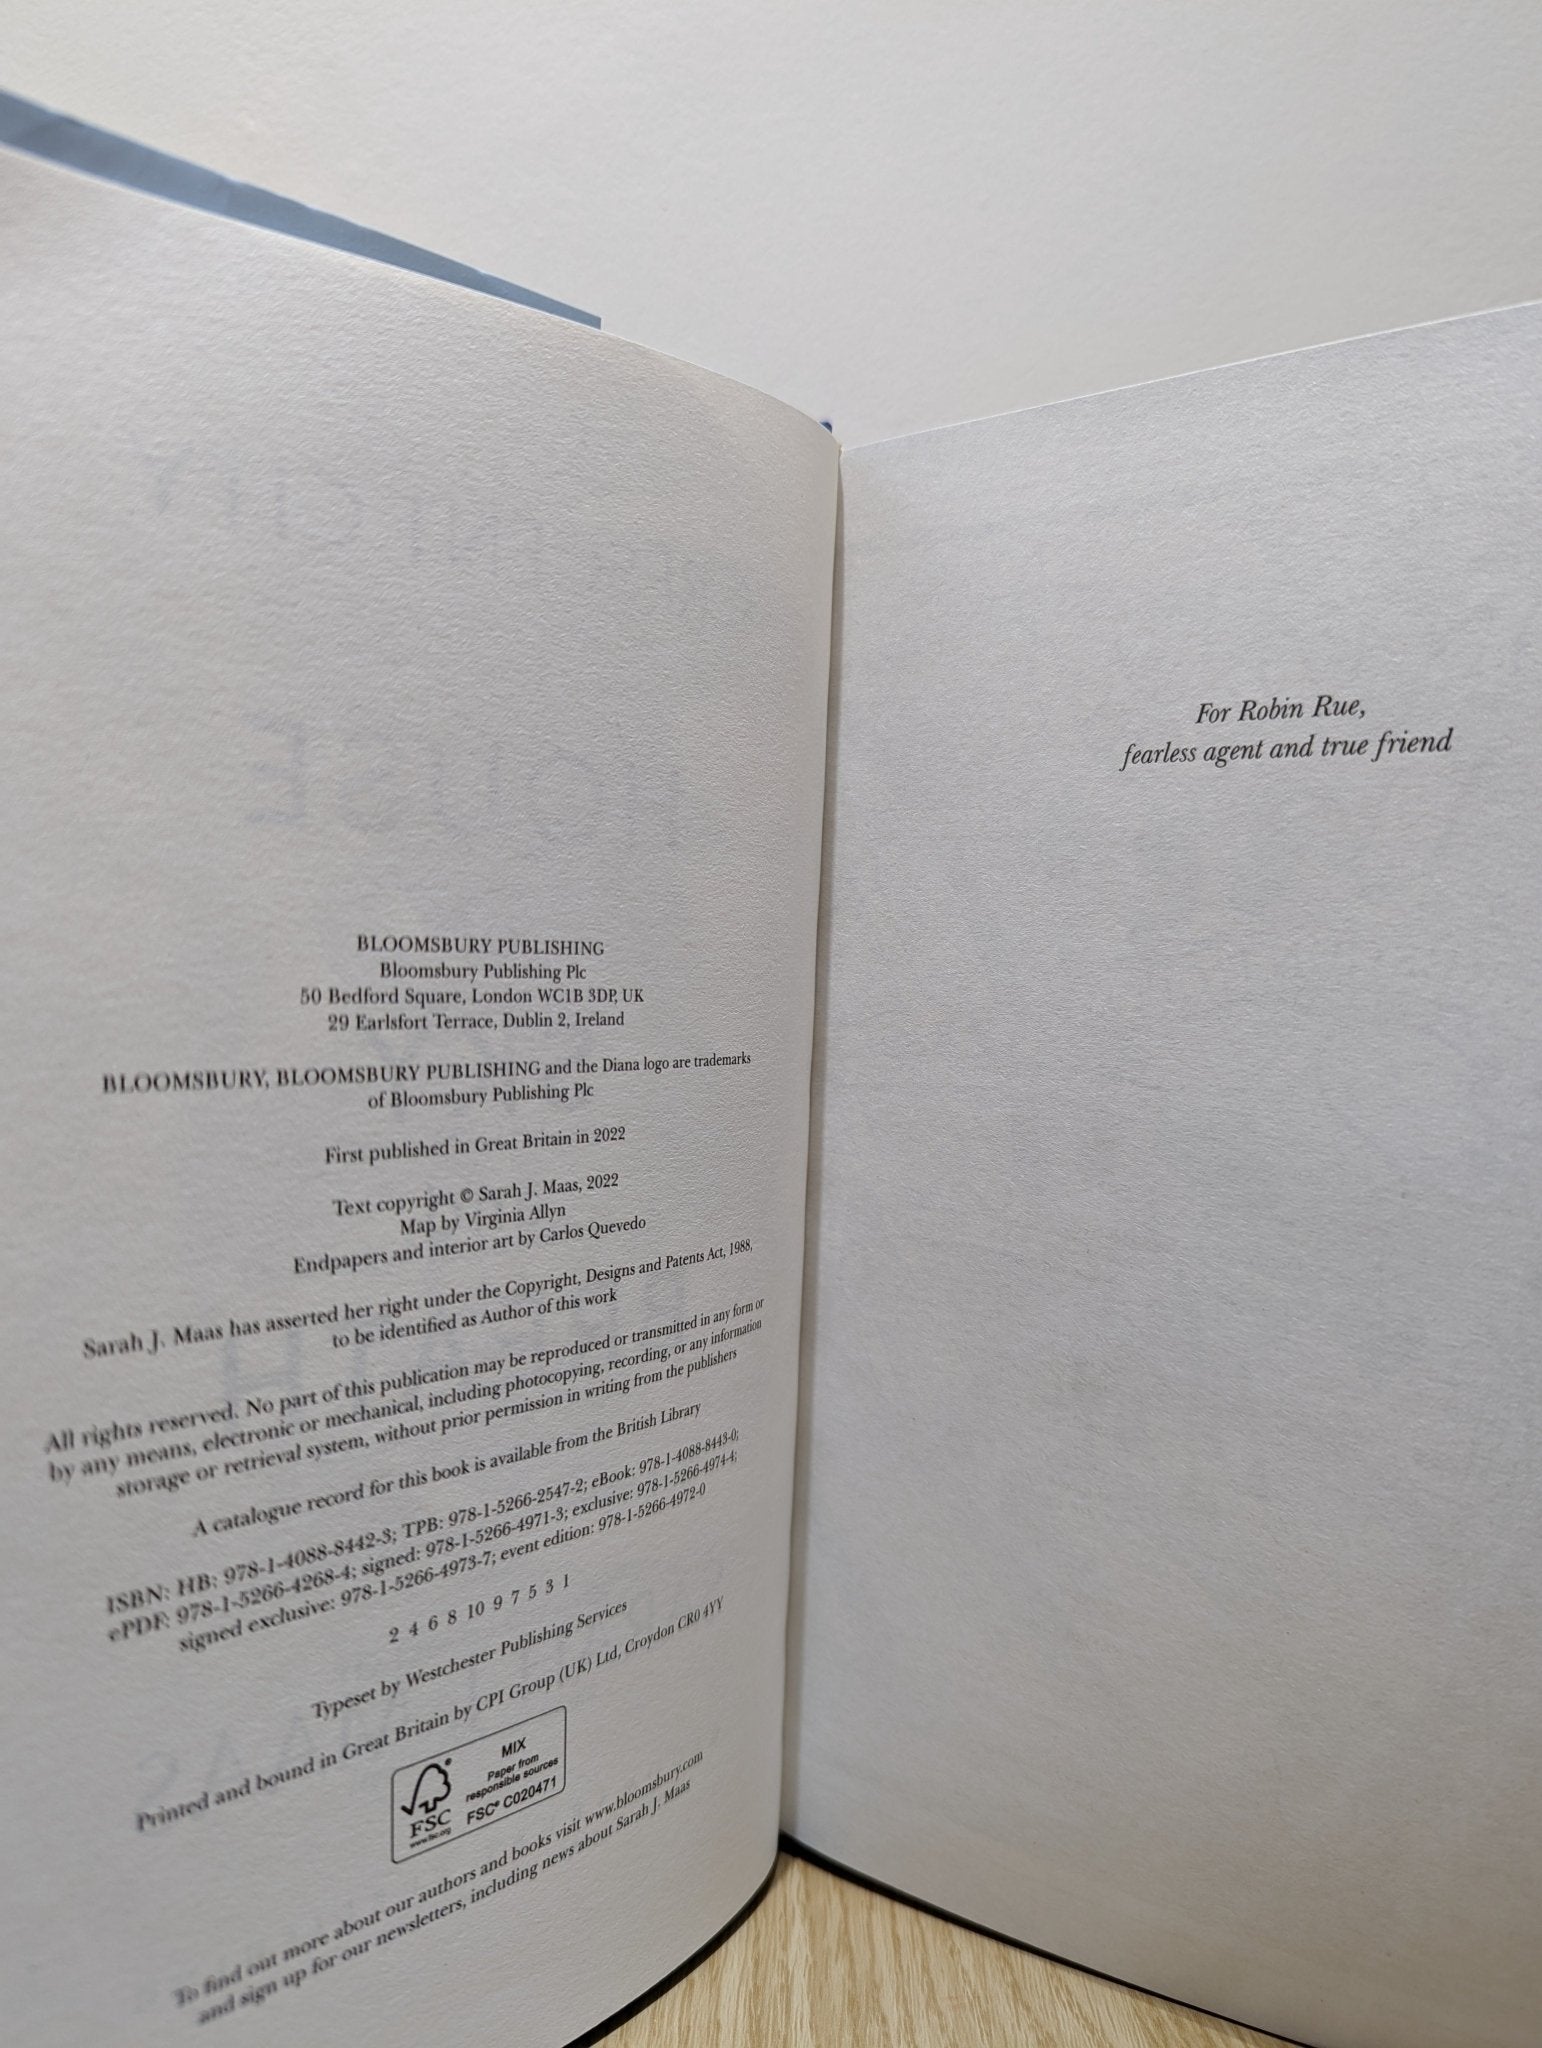 BLOOMSBURY PUBLISHING
Bloomsbury Publishing Plc
50 Bedford Square, London WC1B 3DP, UK
29 Earlsfort Terrace, Dublin 2, Ireland
BLOOMSBURY, BLOOMSBURY PUBLISHING and the Diana logo are trademarks
of Bloomsbury Publishing Plc
First published in Great Britain in 2022
Text copyright © Sarah J. Maas, 2022
Map by Virginia Allyn
Endpapers and interior art by Carlos Quevedo
Sarah J. Maas has asserted her right under the Copyright, Designs and Patents Act, 1988,
to be identified as Author of this work
All rights reserved. No part of this publication may be reproduced or transmitted in any form or
by any means, electronic or mechanical, including photocopying, recording, or any information
storage or retrieval system, without prior permission in writing from the publishers
A catalogue record for this book is available from the British Library
ISBN: HB: 978-1-4088-8442-3; TPB: 978-1-5266-2547-2; eBook: 978-1-4088-8443-0;
ePDF: 978-1-5266-4268-4; signed: 978-1-5266-4971-3; exclusive: 978-1-5266-4974-4;
signed exclusive: 978-1-5266-4973-7; event edition: 978-1-5266-4972-0
2 4 6 8 10 9 7 5 3 1
Typeset by Westchester Publishing Services
Printed and bound in Great Britain by CPI Group (UK) Ltd, Croydon CR0 4YY
FSC
www.fsc.org
MIX
Paper from
responsible sources
FSC® C020471
To find out more about our authors and books visit www.bloomsbury.com
and sign up for our newsletters, including news about Sarah J. Maas
For Robin Rue,
fearless agent and true friend